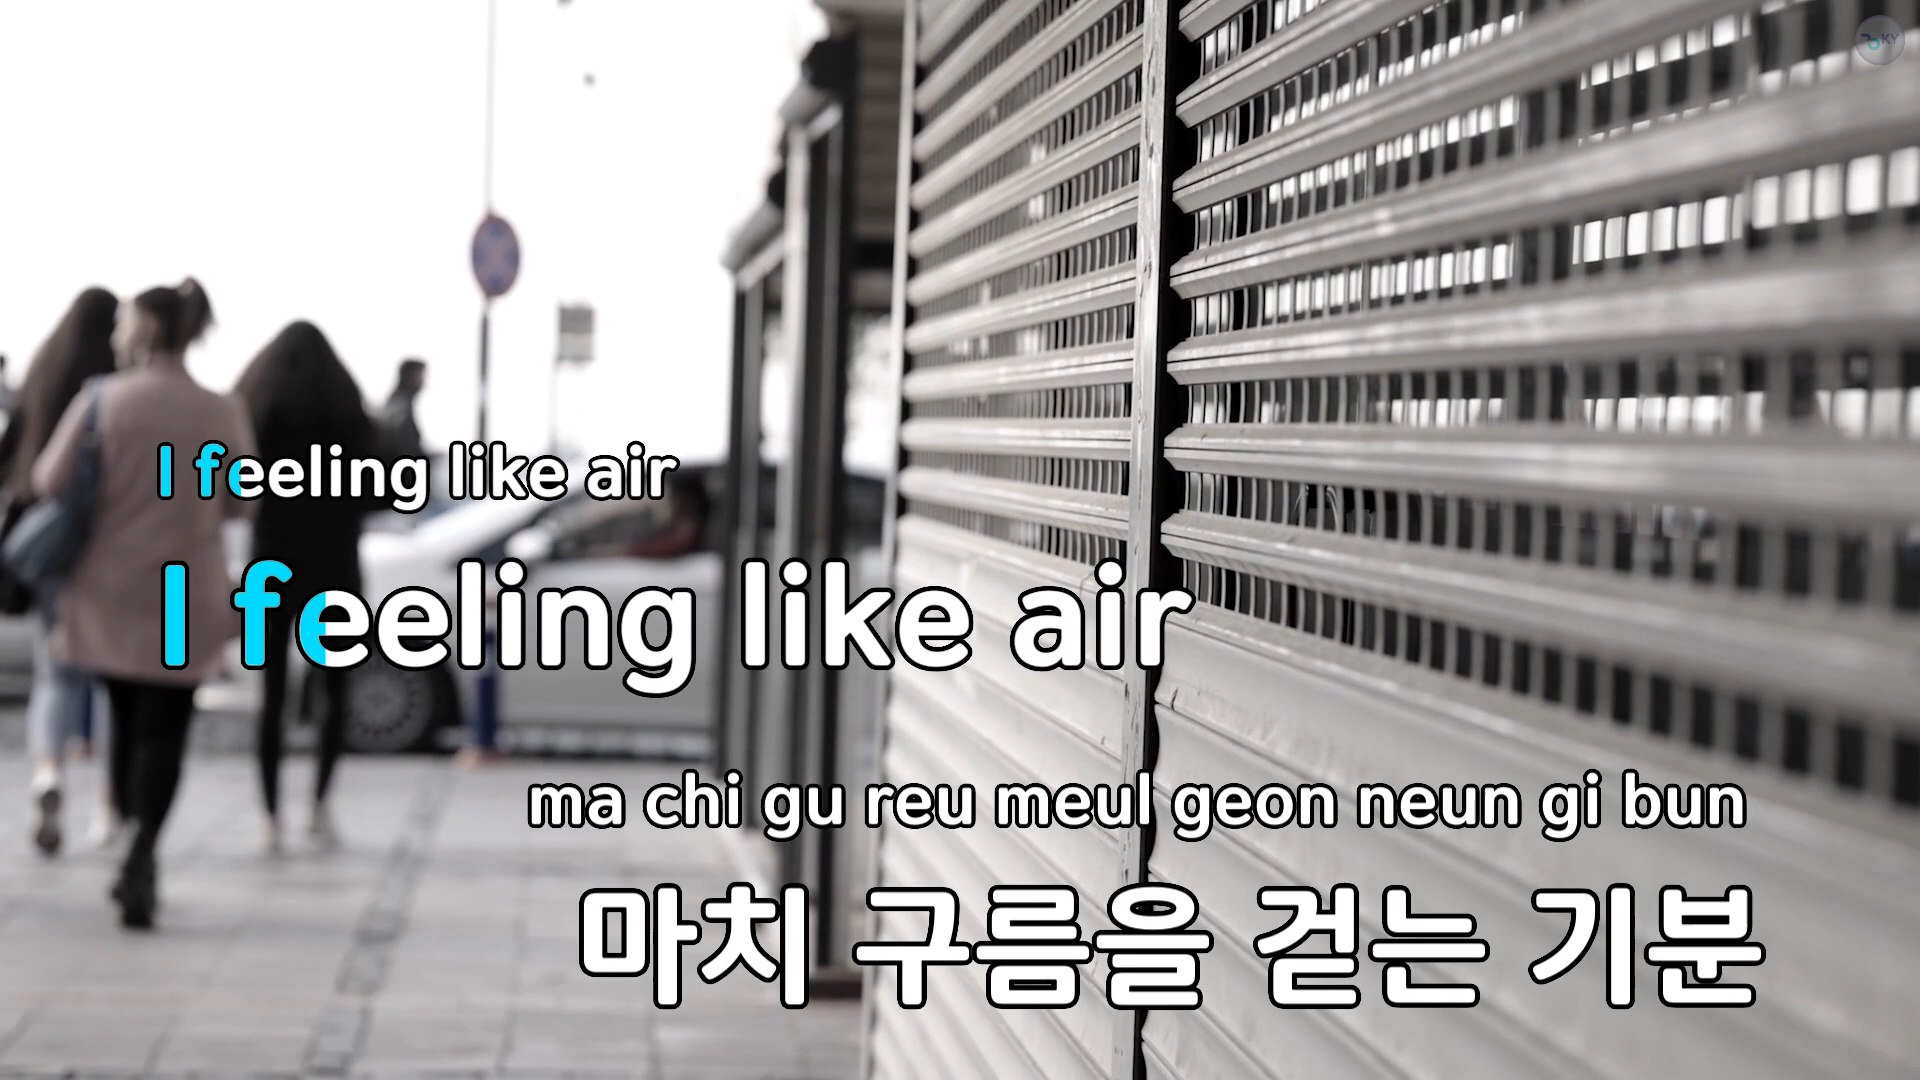 KY
I feeling like air
I feeling like air
ma chi gu reu meul geon neun gi bun
마치 구름을 걷는 기분